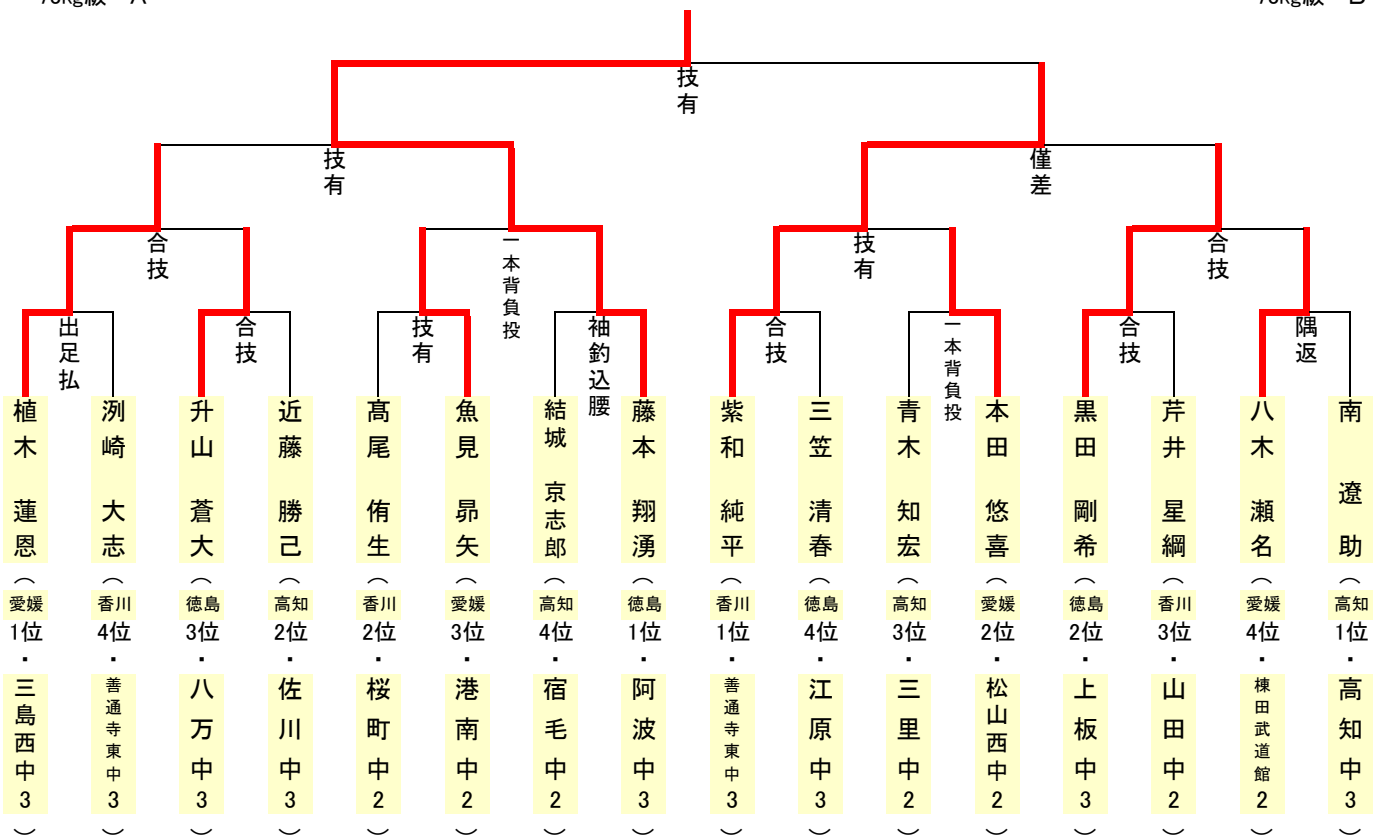 73kg級 A
73kg級 B
技有
技有
僅差
合技
一本背負投
技有
合技
出足払
合技
技有
袖釣込腰
合技
一本背負投
合技
隅返
植木 蓮恩(愛媛1位・三島西中3)
洌崎 大志(香川4位・善通寺東中3)
升山 蒼大(徳島3位・八万中3)
近藤 勝己(高知2位・佐川中3)
髙尾 侑生(香川2位・桜町中2)
魚見 昴矢(愛媛3位・港南中2)
結城 京志郎(高知4位・宿毛中2)
藤本 翔湧(徳島1位・阿波中3)
紫和 純平(香川1位・善通寺東中3)
三笠 清春(徳島4位・江原中3)
青木 知宏(高知3位・三里中2)
本田 悠喜(愛媛2位・松山西中2)
黒田 剛希(徳島2位・上板中3)
芹井 星綱(香川3位・山田中2)
八木 瀬名(愛媛4位・棟田武道館2)
南 遼助(高知1位・高知中3)